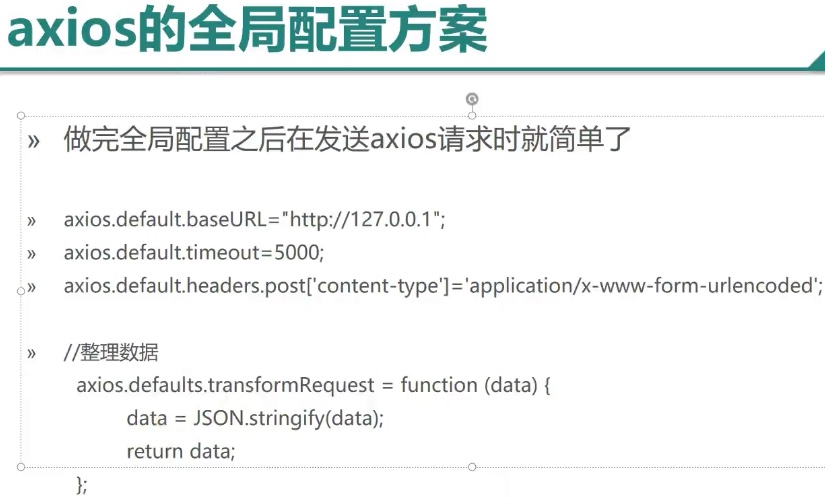 axios的全局配置方案
» 做完全局配置之后在发送axios请求时就简单了
» axios.default.baseURL="http://127.0.0.1";
» axios.default.timeout=5000;
» axios.default.headers.post['content-type']='application/x-www-form-urlencoded';
» //整理数据
axios.defaults.transformRequest = function (data) {
data = JSON.stringify(data);
return data;
};